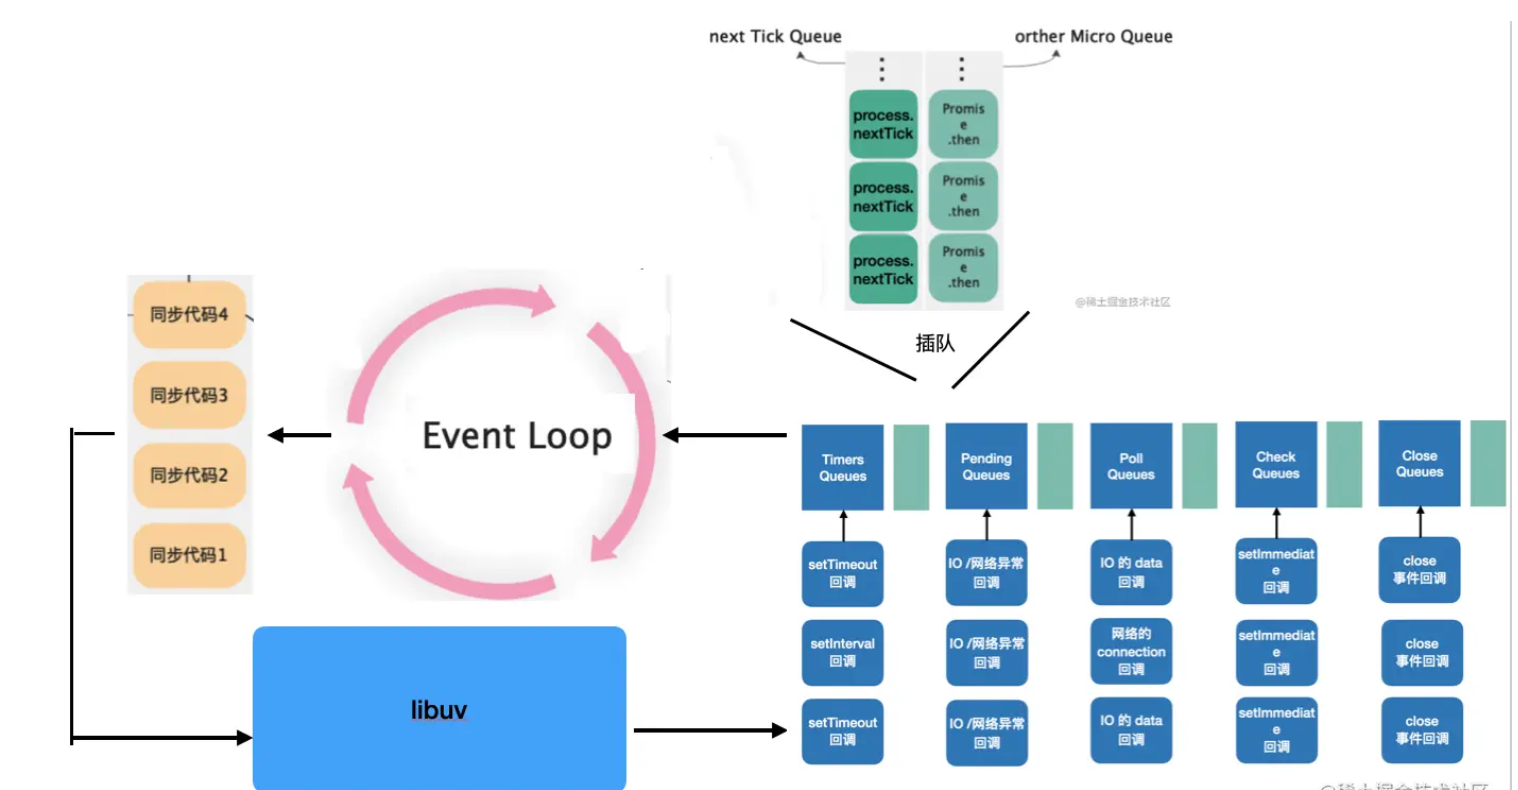 next Tick Queue
orther Micro Queue
process.
nextTick
Promis
e
.then
process.
nextTick
Promis
e
.then
process.
nextTick
Promis
e
.then
@稀土掘金技术社区
插队
同步代码4
同步代码3
同步代码2
同步代码1
Event Loop
libuv
Timers
Queues
Pending
Queues
Poll
Queues
Check
Queues
Close
Queues
setTimeout
回调
IO /网络异常
回调
IO 的 data
回调
setImmediat
e
回调
close
事件回调
setInterval
回调
IO /网络异常
回调
网络的
connection
回调
setImmediat
e
回调
close
事件回调
setTimeout
回调
IO /网络异常
回调
IO 的 data
回调
setImmediat
e
回调
close
事件回调
@稀土掘金技术社区